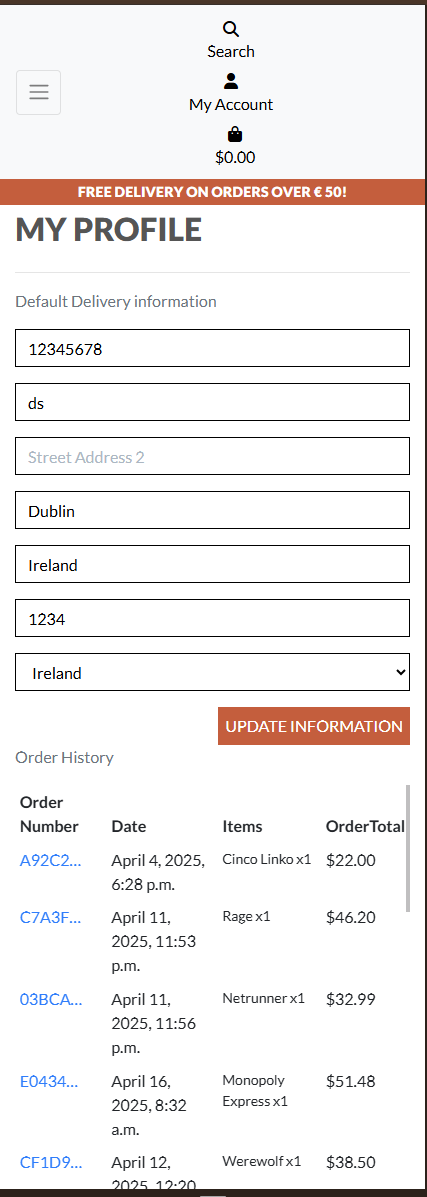 Search
My Account
$0.00
FREE DELIVERY ON ORDERS OVER € 50!
MY PROFILE
Default Delivery information
12345678
ds
Street Address 2
Dublin
Ireland
1234
Ireland
UPDATE INFORMATION
Order History
Order
Number Date Items OrderTotal
A92C2... April 4, 2025, Cinco Linko x1 $22.00
6:28 p.m.
C7A3F... April 11, Rage x1 $46.20
2025, 11:53
p.m.
03BCA... April 11, Netrunner x1 $32.99
2025, 11:56
p.m.
E0434... April 16, Monopoly $51.48
2025, 8:32 Express x1
a.m.
CF1D9... April 12, Werewolf x1 $38.50
2025, 12:20